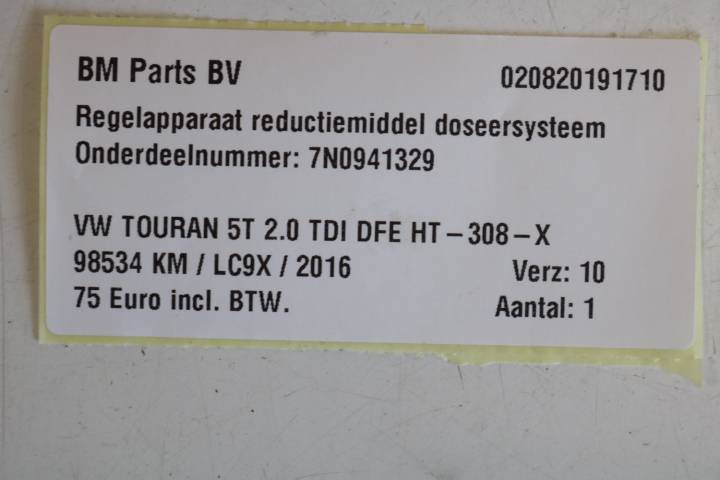 BM Parts BV 020820191710
Regelapparaat reductiemiddel doseersysteem
Onderdeelnummer: 7N0941329
VW TOURAN 5T 2.0 TDI DFE HT-308-X
98534 KM / LC9X / 2016 Verz: 10
75 Euro incl. BTW. Aantal: 1